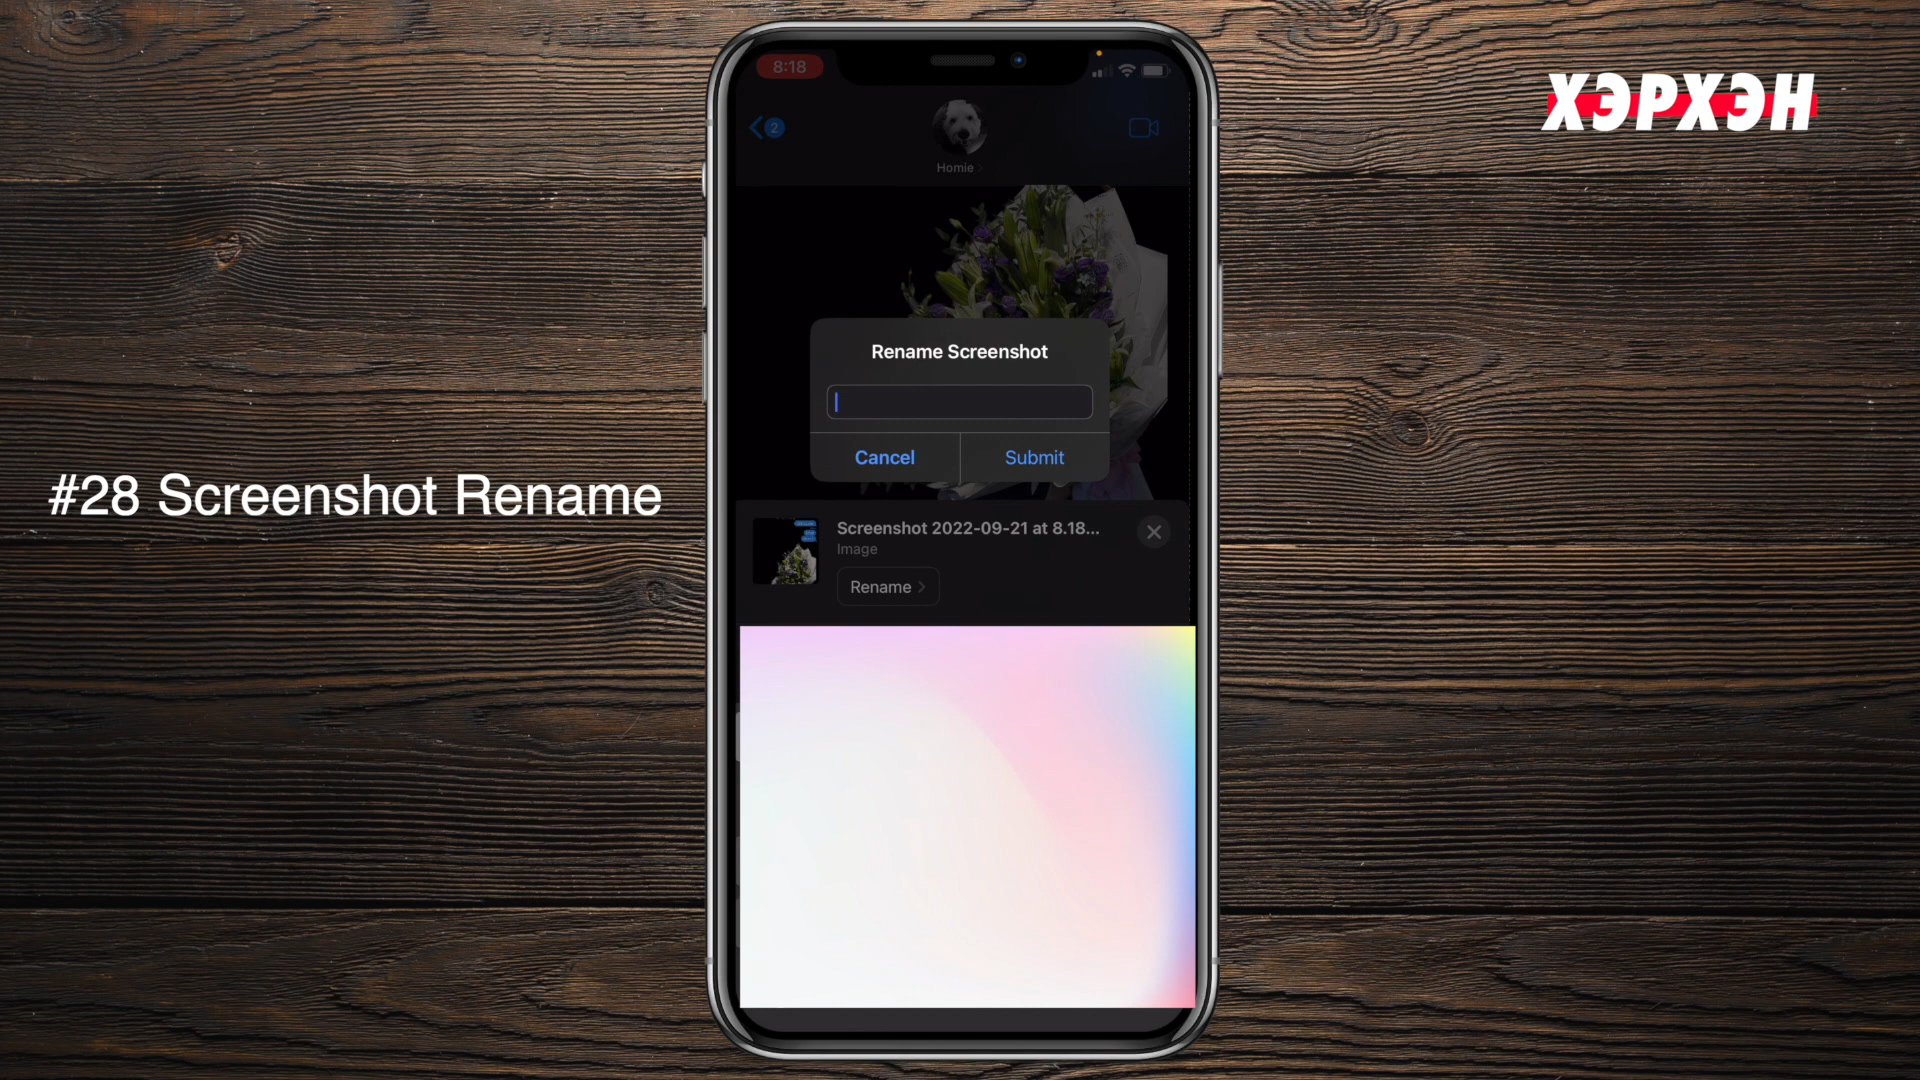 8:18
ХЭРХЭН
2
Homie
Rename Screenshot
Cancel
Submit
#28 Screenshot Rename
Screenshot 2022-09-21 at 8.18...
Image
Rename